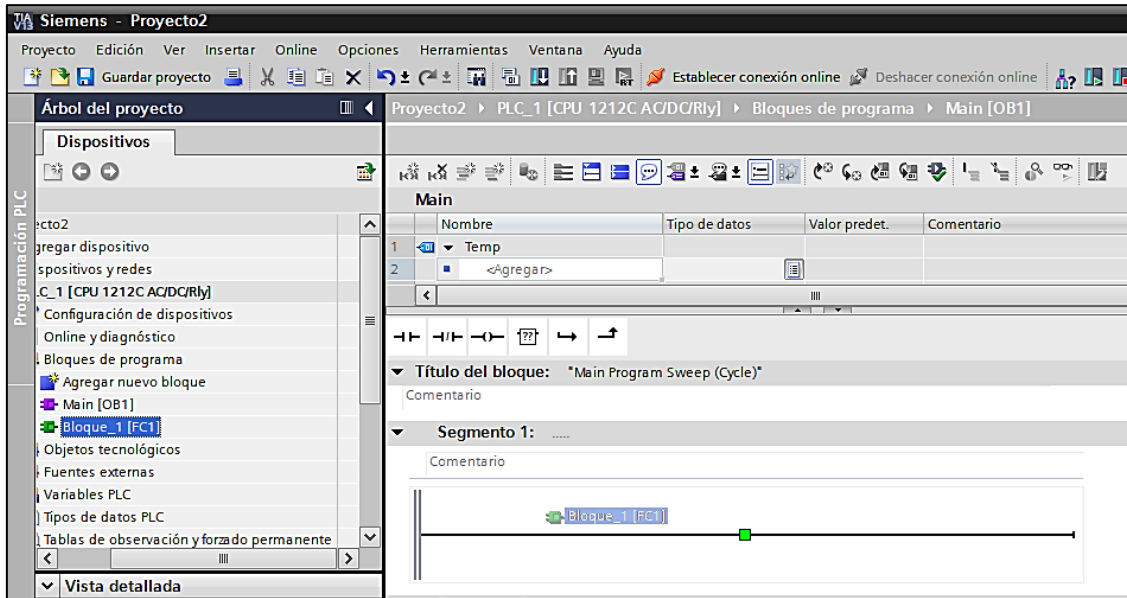 TIA V13 Siemens - Proyecto2
Proyecto Edición Ver Insertar Online Opciones Herramientas Ventana Ayuda
Guardar proyecto Establecer conexión online Deshacer conexión online
Árbol del proyecto
Proyecto2 PLC_1 [CPU 1212C AC/DC/Rly] Bloques de programa Main [OB1]
Dispositivos
Programación PLC
ecto2
gregar dispositivo
spositivos y redes
.C_1 [CPU 1212C AC/DC/Rly]
Configuración de dispositivos
Online y diagnóstico
Bloques de programa
Agregar nuevo bloque
Main [OB1]
Bloque_1 [FC1]
Objetos tecnológicos
Fuentes externas
Variables PLC
Tipos de datos PLC
Tablas de observación y forzado permanente
Vista detallada
Main
Nombre Tipo de datos Valor predet. Comentario
1 Temp
2 <Agregar>
??
Título del bloque: "Main Program Sweep (Cycle)"
Comentario
Segmento 1: .....
Comentario
Bloque_1 [FC1]